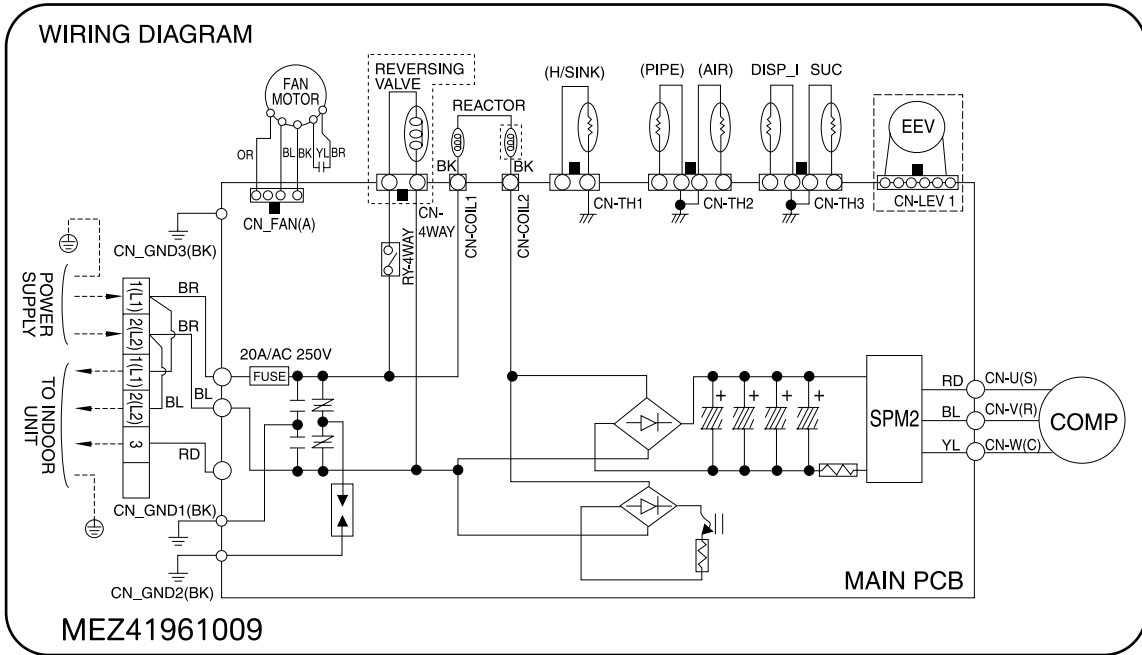 WIRING DIAGRAM
FAN
MOTOR
OR
BL
BK
YL
BR
CN_FAN(A)
REVERSING
VALVE
CN-
4WAY
RY-4WAY
REACTOR
BK
BK
CN-COIL1
CN-COIL2
(H/SINK)
CN-TH1
(PIPE)
(AIR)
CN-TH2
DISP_I
SUC
CN-TH3
EEV
CN-LEV 1
CN_GND3(BK)
POWER
SUPPLY
TO INDOOR
UNIT
1(L1)
2(L2)
1(L1)
2(L2)
3
BR
BR
BL
BL
RD
20A/AC 250V
FUSE
CN_GND1(BK)
CN_GND2(BK)
+
+
+
+
SPM2
RD
CN-U(S)
BL
CN-V(R)
YL
CN-W(C)
COMP
MAIN PCB
MEZ41961009